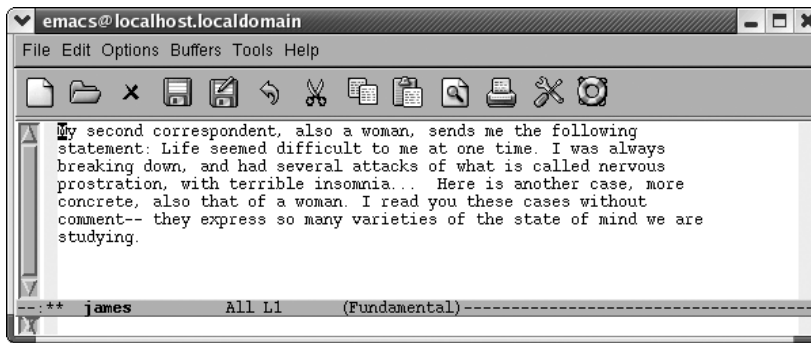 emacs@localhost.localdomain
File Edit Options Buffers Tools Help
My second correspondent, also a woman, sends me the following
statement: Life seemed difficult to me at one time. I was always
breaking down, and had several attacks of what is called nervous
prostration, with terrible insomnia... Here is another case, more
concrete, also that of a woman. I read you these cases without
comment-- they express so many varieties of the state of mind we are
studying.
--:** james All L1 (Fundamental)--------------------------------------